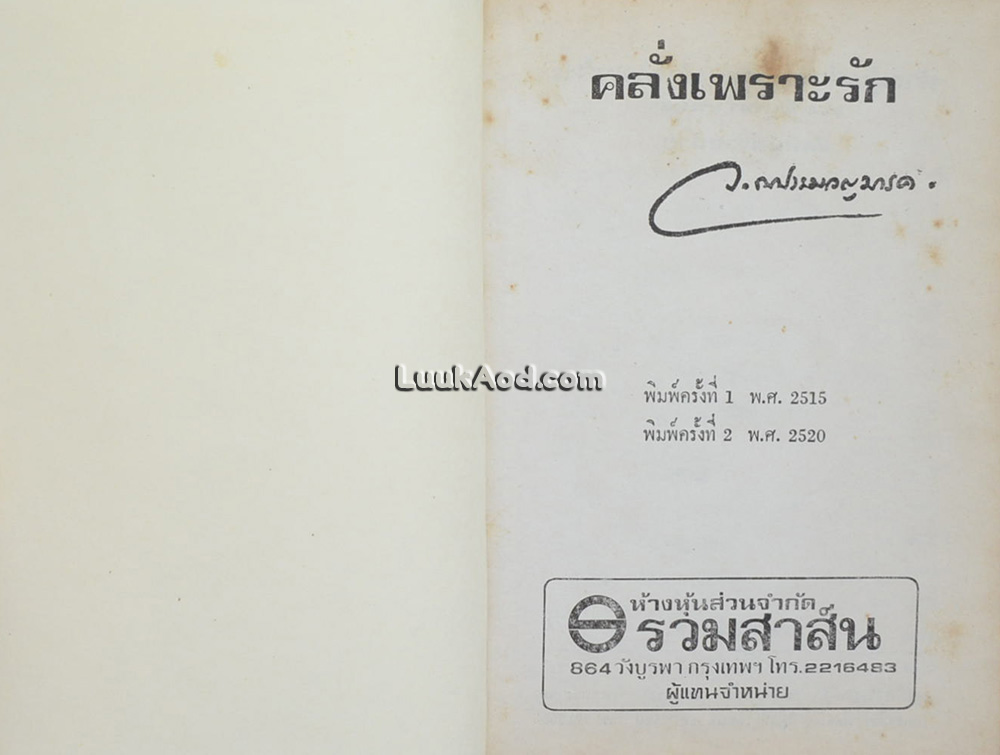 คลั่งเพราะรัก
ว. ณประมวญมารค.
LuukAod.com
พิมพ์ครั้งที่ 1 พ.ศ. 2515
พิมพ์ครั้งที่ 2 พ.ศ. 2520
ห้างหุ้นส่วนจำกัด
รวมสาส์น
864 วังบูรพา กรุงเทพฯ โทร. 2216483
ผู้แทนจำหน่าย